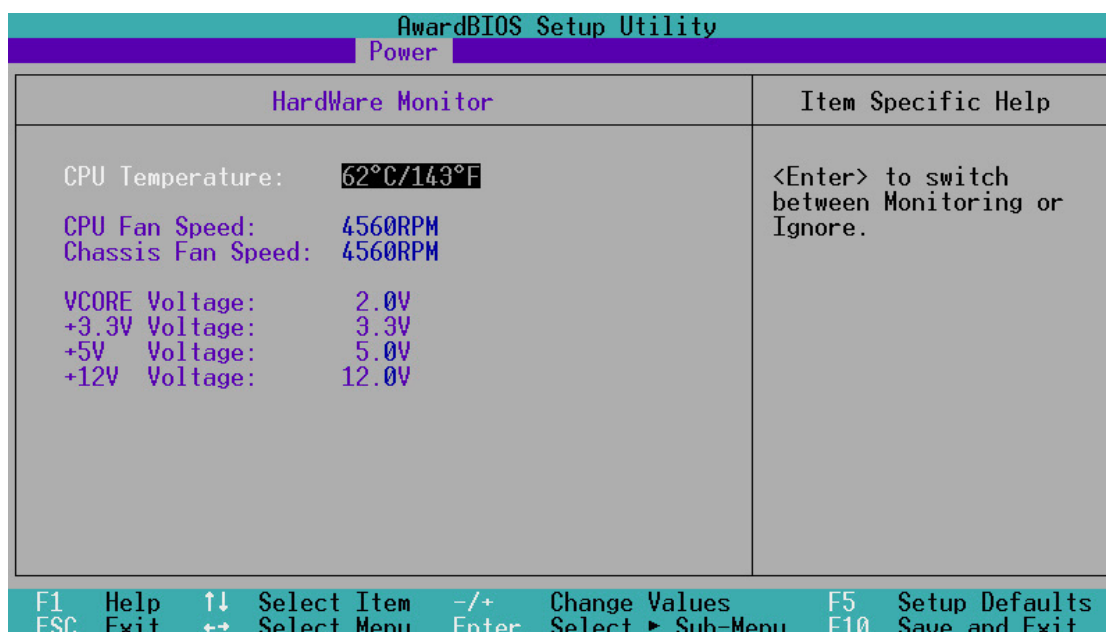 AwardBIOS Setup Utility
Power
HardWare Monitor
Item Specific Help
CPU Temperature: 62°C/143°F
CPU Fan Speed: 4560RPM
Chassis Fan Speed: 4560RPM
VCORE Voltage: 2.0V
+3.3V Voltage: 3.3V
+5V Voltage: 5.0V
+12V Voltage: 12.0V
<Enter> to switch
between Monitoring or
Ignore.
F1 Help ↑↓ Select Item -/+ Change Values F5 Setup Defaults
ESC Exit ←→ Select Menu Enter Select ► Sub-Menu F10 Save and Exit